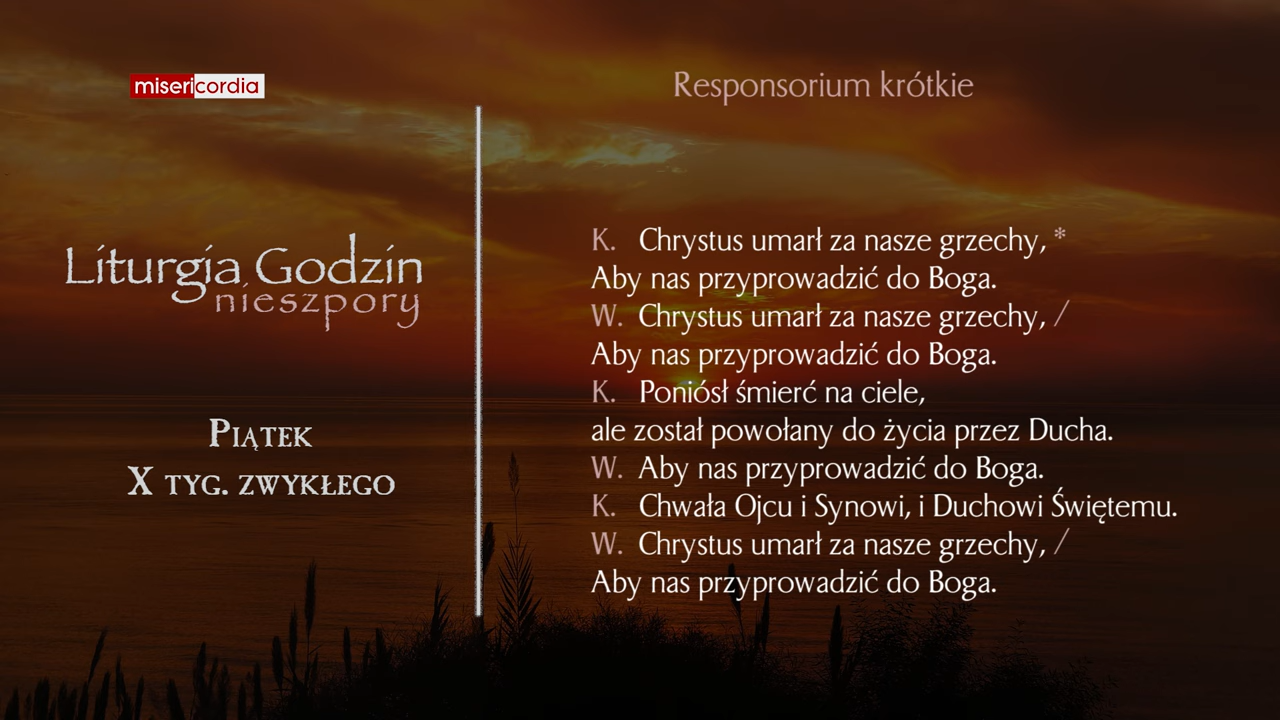 misericordia
Liturgia Godzin
nieszpory
Piątek
X tyg. zwykłego
Responsorium krótkie
K. Chrystus umarł za nasze grzechy, *
Aby nas przyprowadzić do Boga.
W. Chrystus umarł za nasze grzechy, /
Aby nas przyprowadzić do Boga.
K. Poniósł śmierć na ciele,
ale został powołany do życia przez Ducha.
W. Aby nas przyprowadzić do Boga.
K. Chwała Ojcu i Synowi, i Duchowi Świętemu.
W. Chrystus umarł za nasze grzechy, /
Aby nas przyprowadzić do Boga.